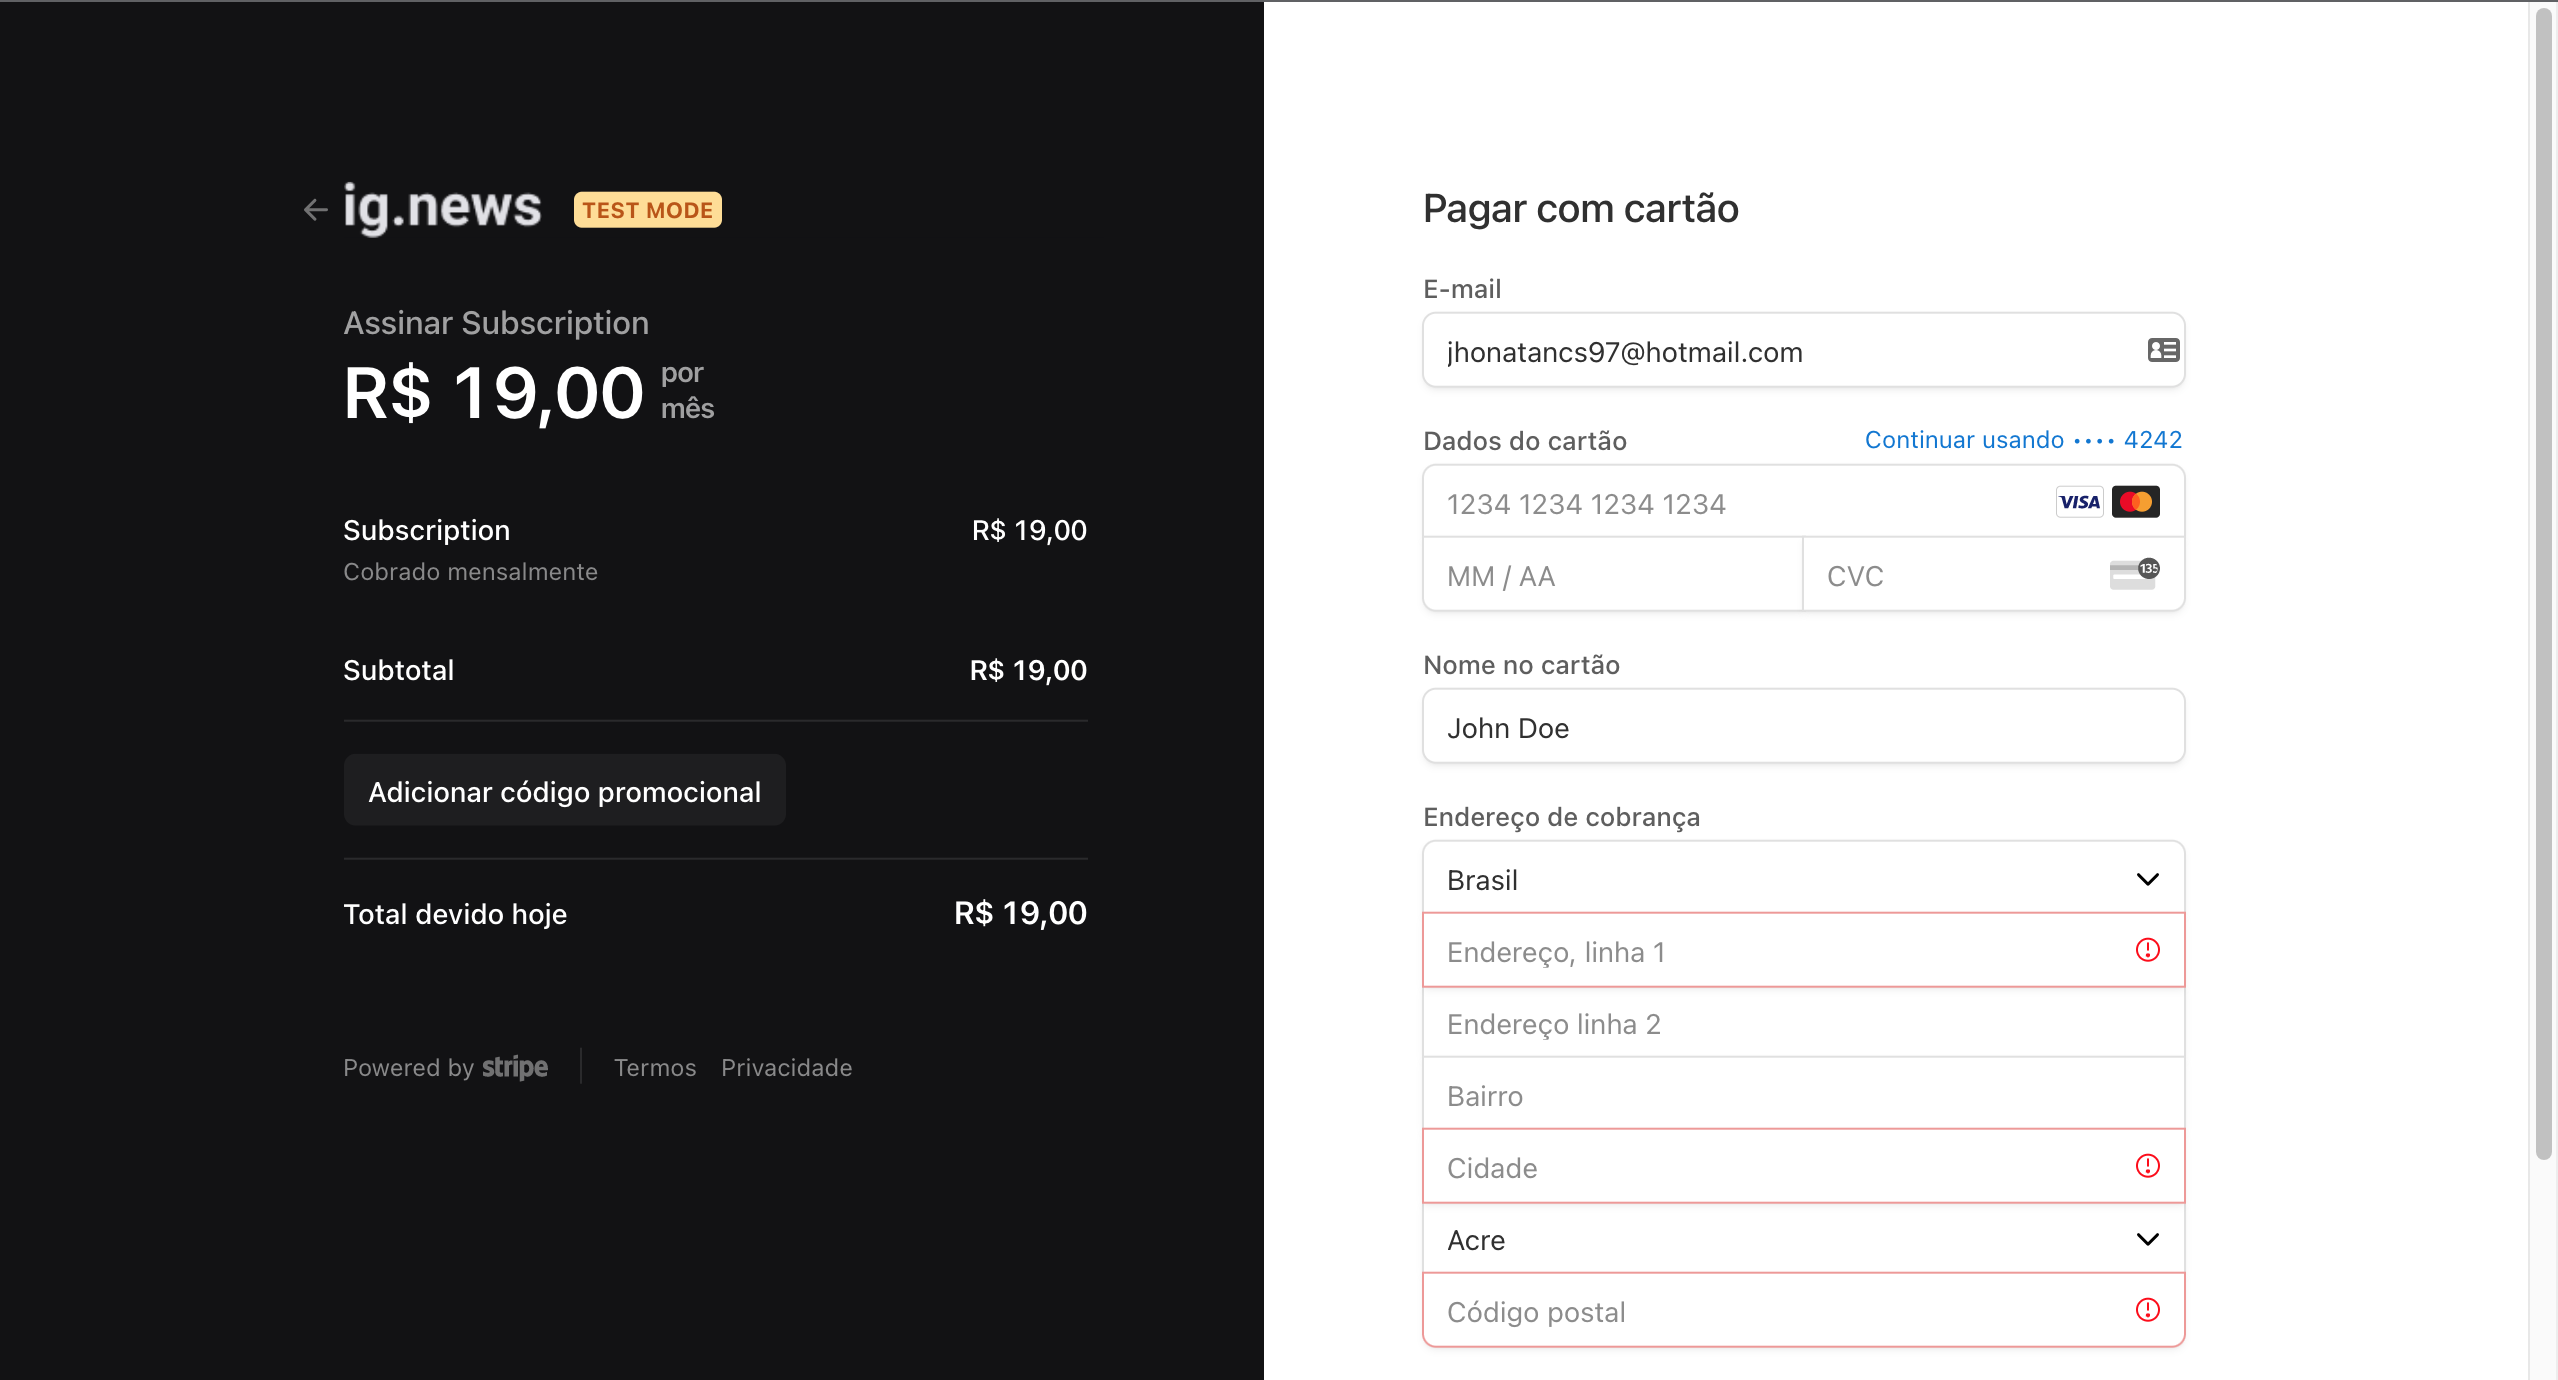 ig.news TEST MODE
Assinar Subscription
R$ 19,00 por mês
Subscription R$ 19,00
Cobrado mensalmente
Subtotal R$ 19,00
Adicionar código promocional
Total devido hoje R$ 19,00
Powered by stripe Termos Privacidade
Pagar com cartão
E-mail
jhonatancs97@hotmail.com
Dados do cartão Continuar usando •••• 4242
1234 1234 1234 1234 VISA
MM / AA CVC 135
Nome no cartão
John Doe
Endereço de cobrança
Brasil
Endereço, linha 1
Endereço linha 2
Bairro
Cidade
Acre
Código postal